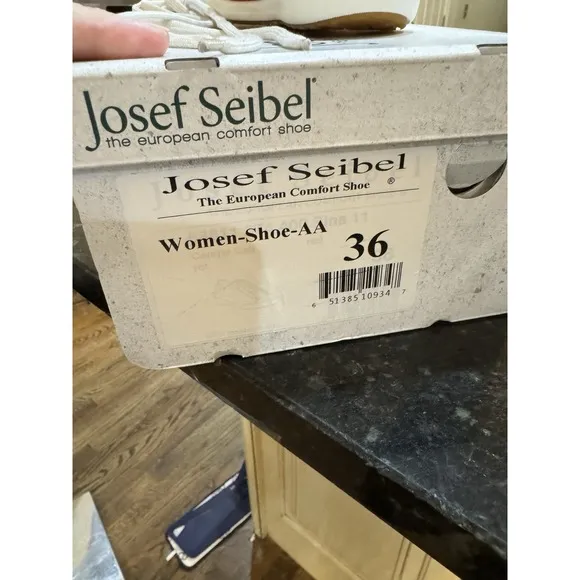 Josef Seibel
the european comfort shoe
Josef Seibel
The European Comfort Shoe ®
Women-Shoe-AA
36
6 51385 10934 7